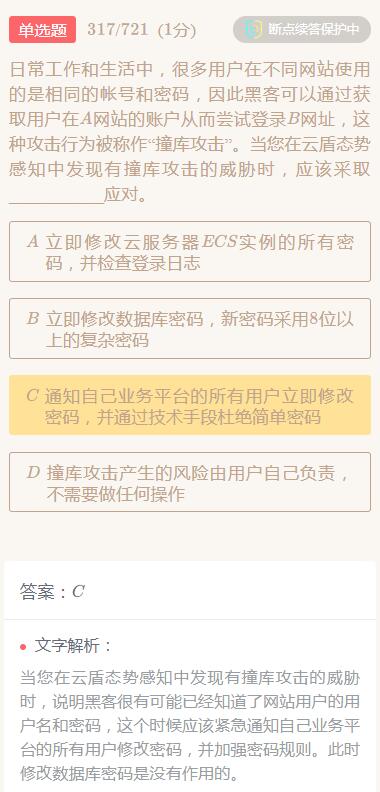 单选题 317/721 (1分) 断点续答保护中
日常工作和生活中，很多用户在不同网站使用
的是相同的帐号和密码，因此黑客可以通过获
取用户在A网站的账户从而尝试登录B网址，这
种攻击行为被称作“撞库攻击”。当您在云盾态势
感知中发现有撞库攻击的威胁时，应该采取
___________应对。
A 立即修改云服务器ECS实例的所有密
码，并检查登录日志
B 立即修改数据库密码，新密码采用8位以
上的复杂密码
C 通知自己业务平台的所有用户立即修改
密码，并通过技术手段杜绝简单密码
D 撞库攻击产生的风险由用户自己负责，
不需要做任何操作
答案：C
文字解析：
当您在云盾态势感知中发现有撞库攻击的威胁
时，说明黑客很有可能已经知道了网站用户的用
户名和密码，这个时候应该紧急通知自己业务平
台的所有用户修改密码，并加强密码规则。此时
修改数据库密码是没有作用的。